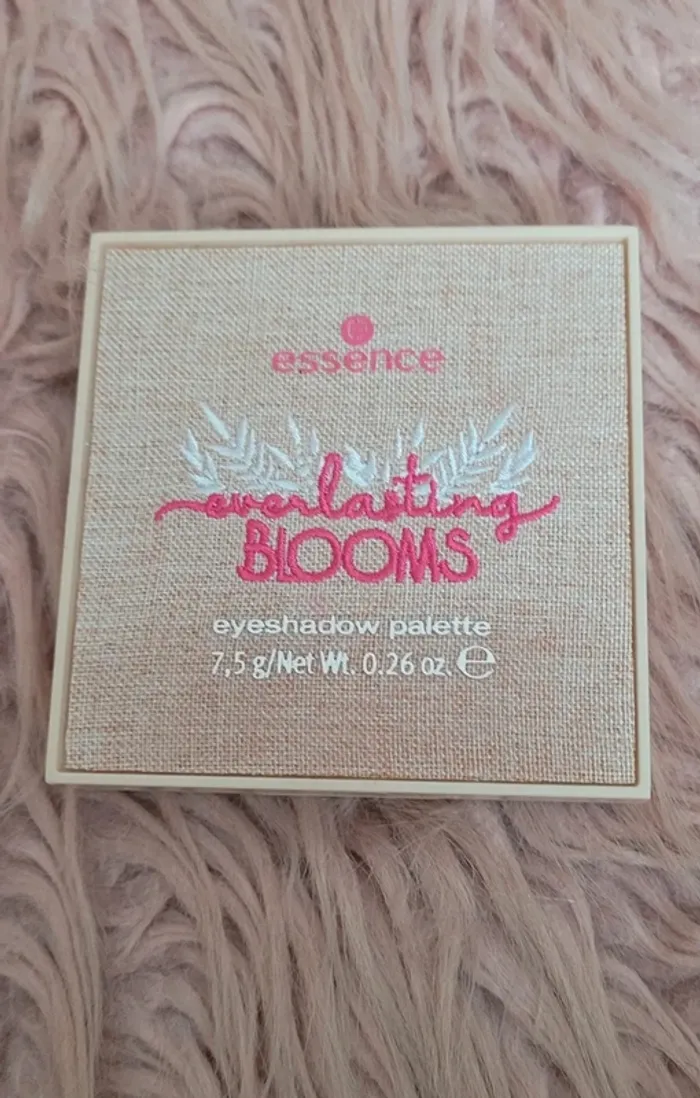 essence
everlasting
BLOOMS
eyeshadow palette
7,5 g/Net Wt. 0.26 oz. ℮